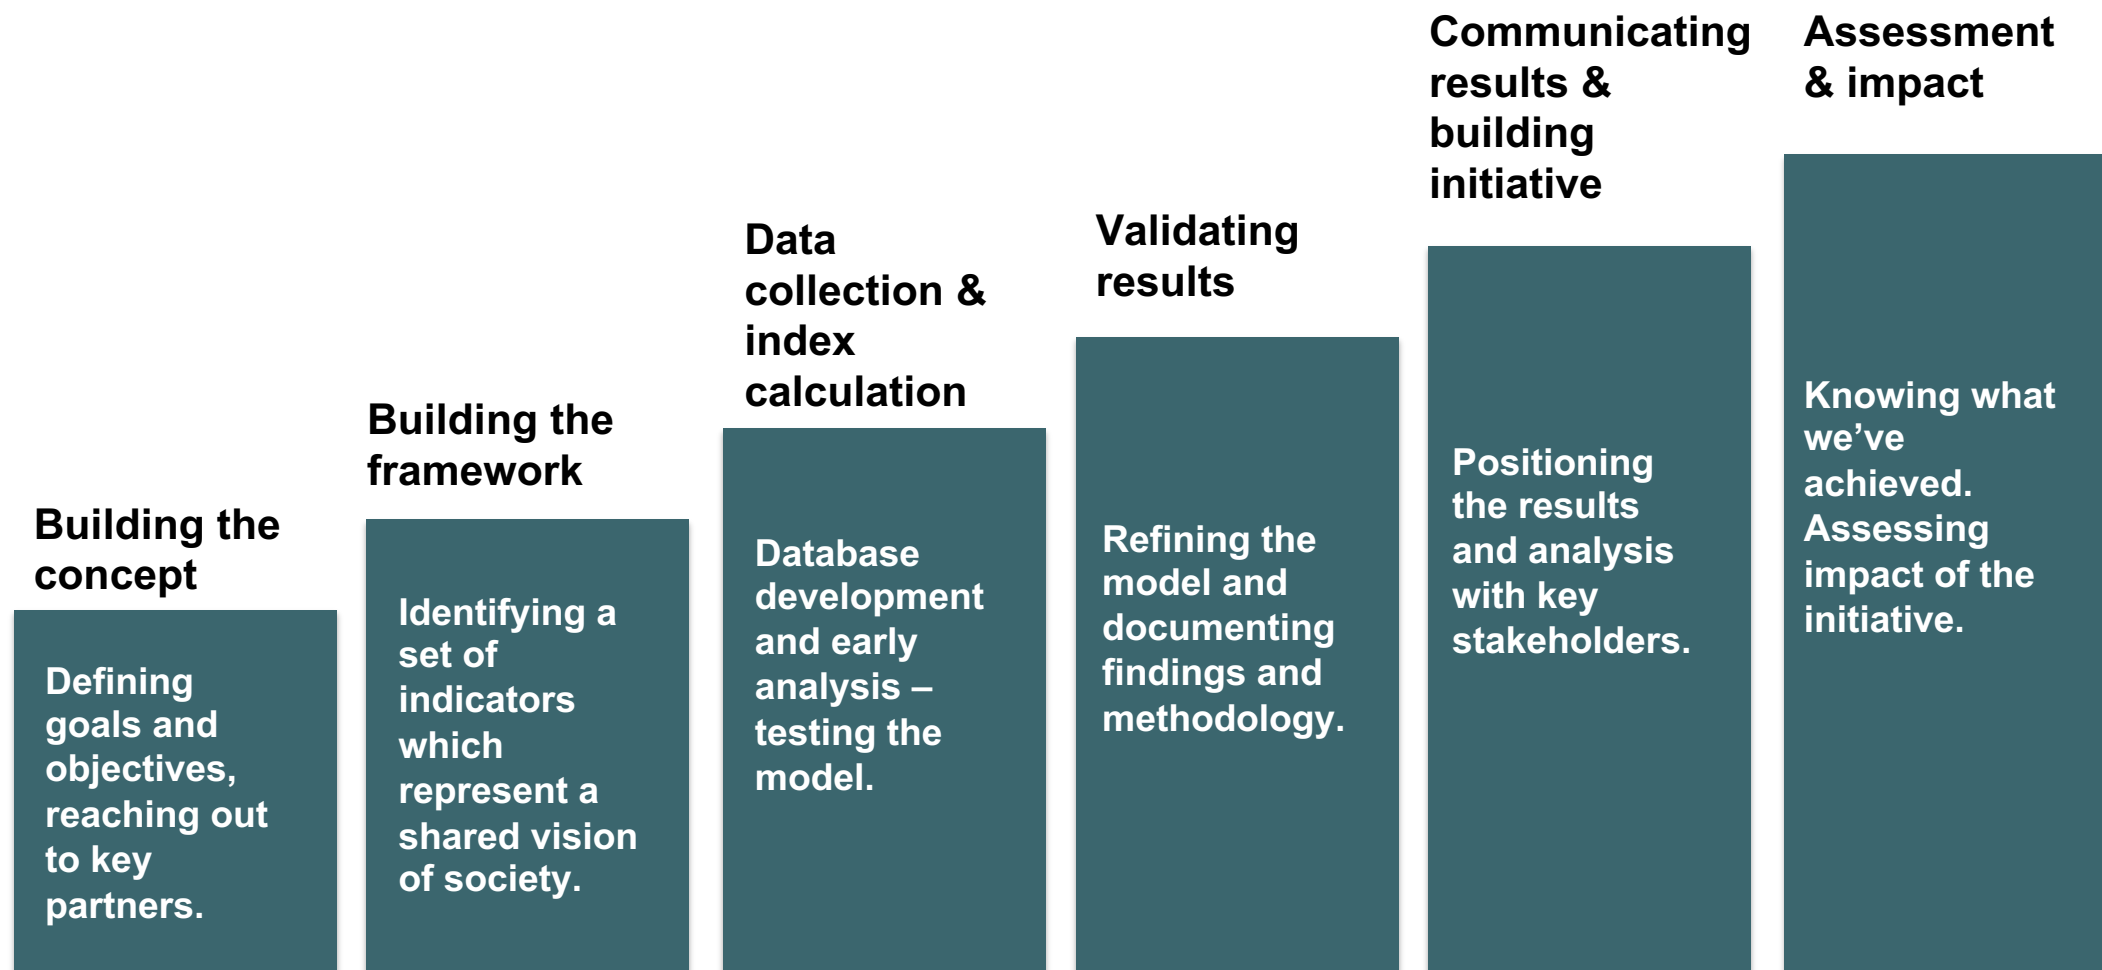 Building the
concept
Defining
goals and
objectives,
reaching out
to key
partners.
Building the
framework
Identifying a
set of
indicators
which
represent a
shared vision
of society.
Data
collection &
index
calculation
Database
development
and early
analysis –
testing the
model.
Validating
results
Refining the
model and
documenting
findings and
methodology.
Communicating
results &
building
initiative
Positioning
the results
and analysis
with key
stakeholders.
Assessment
& impact
Knowing what
we’ve
achieved.
Assessing
impact of the
initiative.